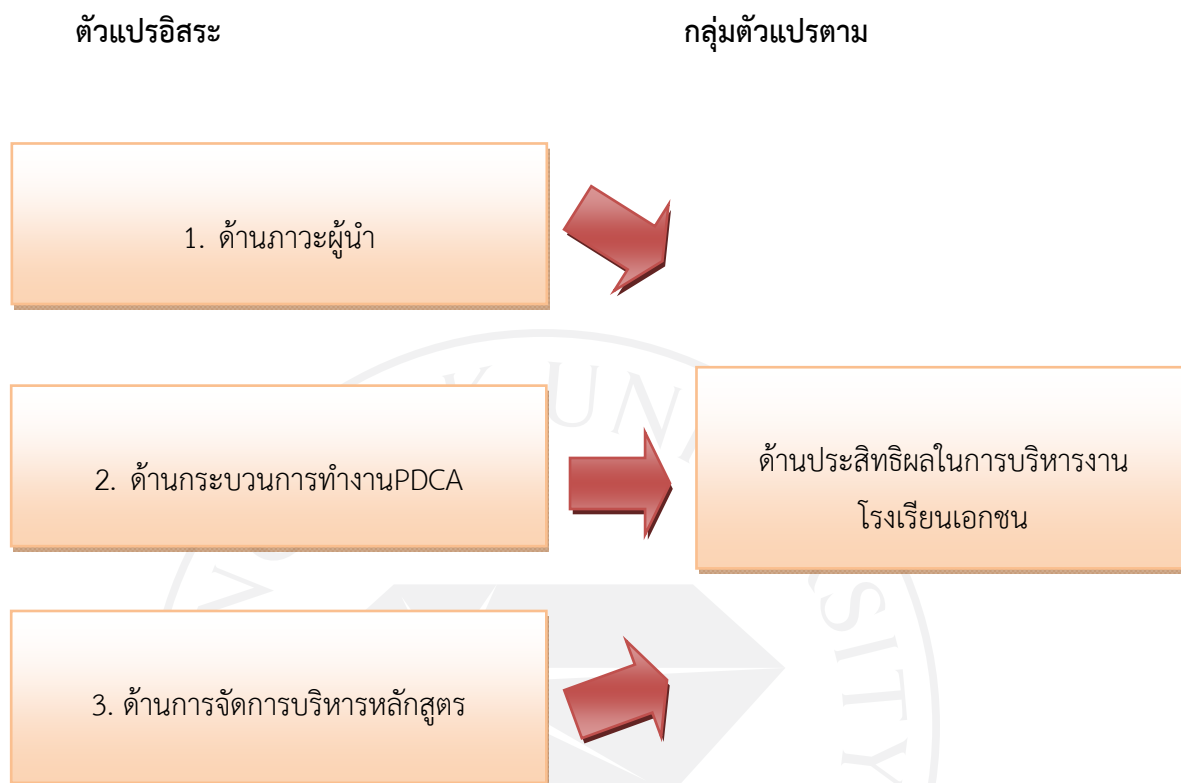 ตัวแปรอิสระ
กลุ่มตัวแปรตาม
1. ด้านภาวะผู้นำ
2. ด้านกระบวนการทำงานPDCA
ด้านประสิทธิผลในการบริหารงาน
โรงเรียนเอกชน
3. ด้านการจัดการบริหารหลักสูตร